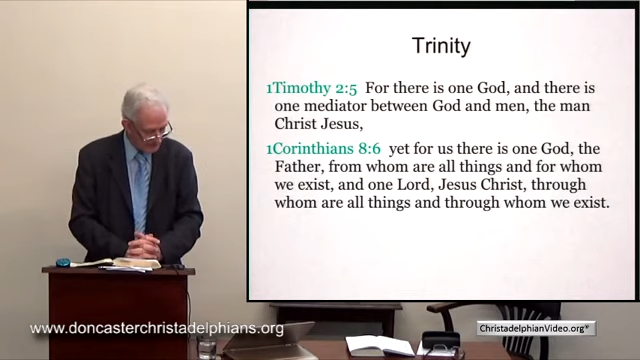 Trinity
1Timothy 2:5 For there is one God, and there is
one mediator between God and men, the man
Christ Jesus,
1Corinthians 8:6 yet for us there is one God, the
Father, from whom are all things and for whom
we exist, and one Lord, Jesus Christ, through
whom are all things and through whom we exist.
www.doncasterchristadelphians.org
ChristadelphianVideo.org®